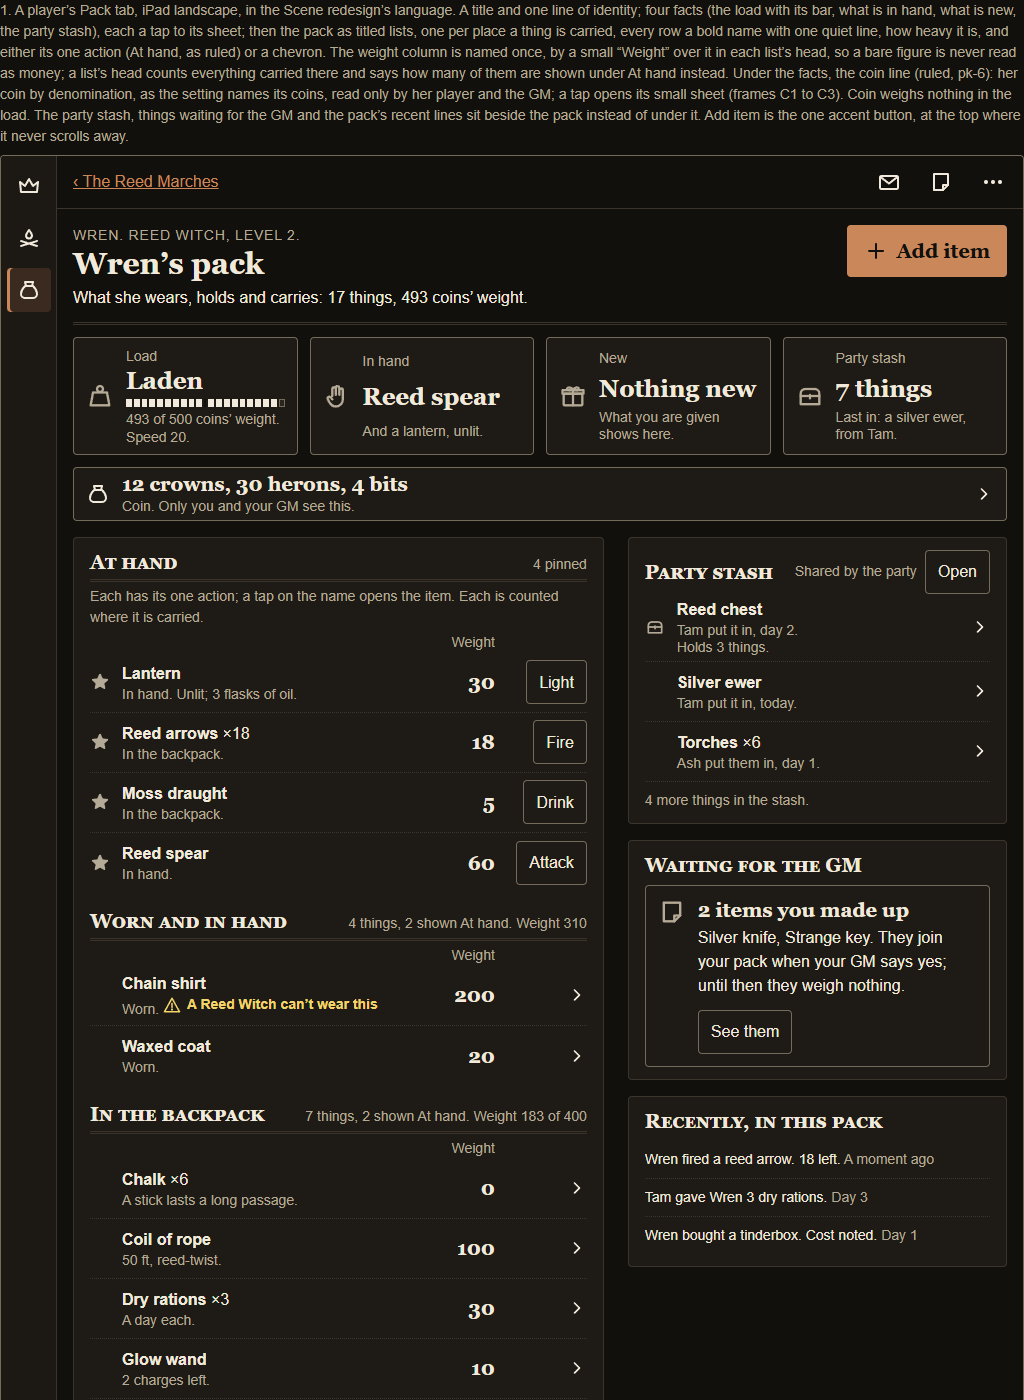 1. A player’s Pack tab, iPad landscape, in the Scene redesign’s language. A title and one line of identity; four facts (the load with its bar, what is in hand, what is new,
the party stash), each a tap to its sheet; then the pack as titled lists, one per place a thing is carried, every row a bold name with one quiet line, how heavy it is, and
either its one action (At hand, as ruled) or a chevron. The weight column is named once, by a small “Weight” over it in each list’s head, so a bare figure is never read
as money; a list’s head counts everything carried there and says how many of them are shown under At hand instead. Under the facts, the coin line (ruled, pk-6): her
coin by denomination, as the setting names its coins, read only by her player and the GM; a tap opens its small sheet (frames C1 to C3). Coin weighs nothing in the
load. The party stash, things waiting for the GM and the pack’s recent lines sit beside the pack instead of under it. Add item is the one accent button, at the top where
it never scrolls away.
‹ The Reed Marches
WREN. REED WITCH, LEVEL 2.
Wren’s pack
What she wears, holds and carries: 17 things, 493 coins’ weight.
+ Add item
Load
Laden
493 of 500 coins’ weight.
Speed 20.
In hand
Reed spear
And a lantern, unlit.
New
Nothing new
What you are given
shows here.
Party stash
7 things
Last in: a silver ewer,
from Tam.
12 crowns, 30 herons, 4 bits
Coin. Only you and your GM see this.
At hand
4 pinned
Each has its one action; a tap on the name opens the item. Each is counted
where it is carried.
Weight
Lantern
In hand. Unlit; 3 flasks of oil.
30
Light
Reed arrows ×18
In the backpack.
18
Fire
Moss draught
In the backpack.
5
Drink
Reed spear
In hand.
60
Attack
Worn and in hand
4 things, 2 shown At hand. Weight 310
Weight
Chain shirt
Worn. A Reed Witch can’t wear this
200
Waxed coat
Worn.
20
In the backpack
7 things, 2 shown At hand. Weight 183 of 400
Weight
Chalk ×6
A stick lasts a long passage.
0
Coil of rope
50 ft, reed-twist.
100
Dry rations ×3
A day each.
30
Glow wand
2 charges left.
10
Party stash
Shared by the party
Open
Reed chest
Tam put it in, day 2.
Holds 3 things.
Silver ewer
Tam put it in, today.
Torches ×6
Ash put them in, day 1.
4 more things in the stash.
Waiting for the GM
2 items you made up
Silver knife, Strange key. They join
your pack when your GM says yes;
until then they weigh nothing.
See them
Recently, in this pack
Wren fired a reed arrow. 18 left. A moment ago
Tam gave Wren 3 dry rations. Day 3
Wren bought a tinderbox. Cost noted. Day 1